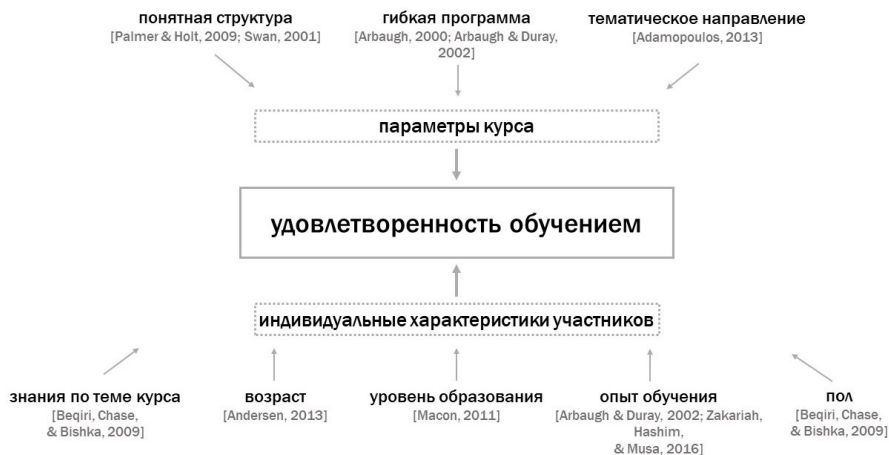 понятная структура
[Palmer & Holt, 2009; Swan, 2001]
гибкая программа
[Arbaugh, 2000; Arbaugh & Duray,
2002]
тематическое направление
[Adamopoulos, 2013]
параметры курса
удовлетворенность обучением
индивидуальные характеристики участников
знания по теме курса
[Beqiri, Chase,
& Bishka, 2009]
возраст
[Andersen, 2013]
уровень образования
[Macon, 2011]
опыт обучения
[Arbaugh & Duray, 2002; Zakariah,
Hashim,
& Musa, 2016]
пол
[Beqiri, Chase,
& Bishka, 2009]